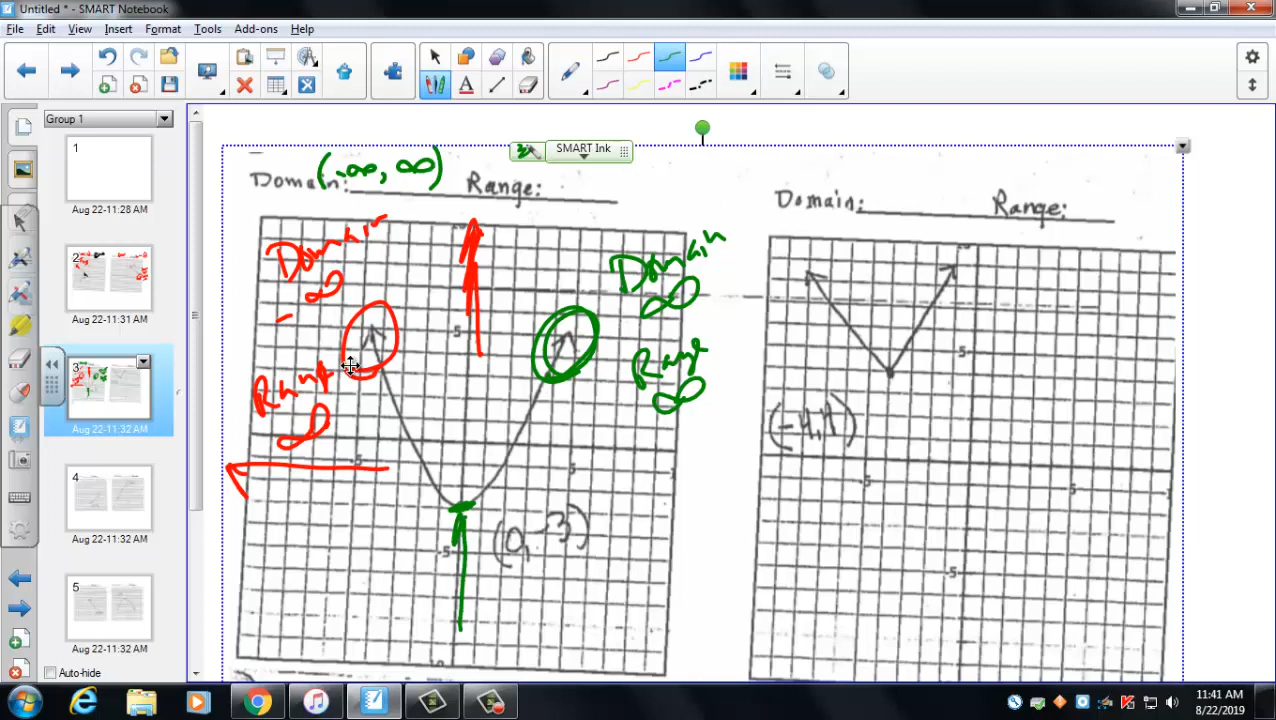 Untitled * - SMART Notebook
File Edit View Insert Format Tools Add-ons Help
Group 1
1
Aug 22-11:28 AM
2
Aug 22-11:31 AM
3
Aug 22-11:32 AM
4
Aug 22-11:32 AM
5
Aug 22-11:32 AM
Auto-hide
SMART Ink
Domain: (-∞, ∞) Range:
Domain
- ∞
Range
∞
Domain
∞
Range
∞
5
-5
5
-5
(0, -3)
Domain: Range:
5
(-4, 4)
-5
5
-5
11:41 AM
8/22/2019